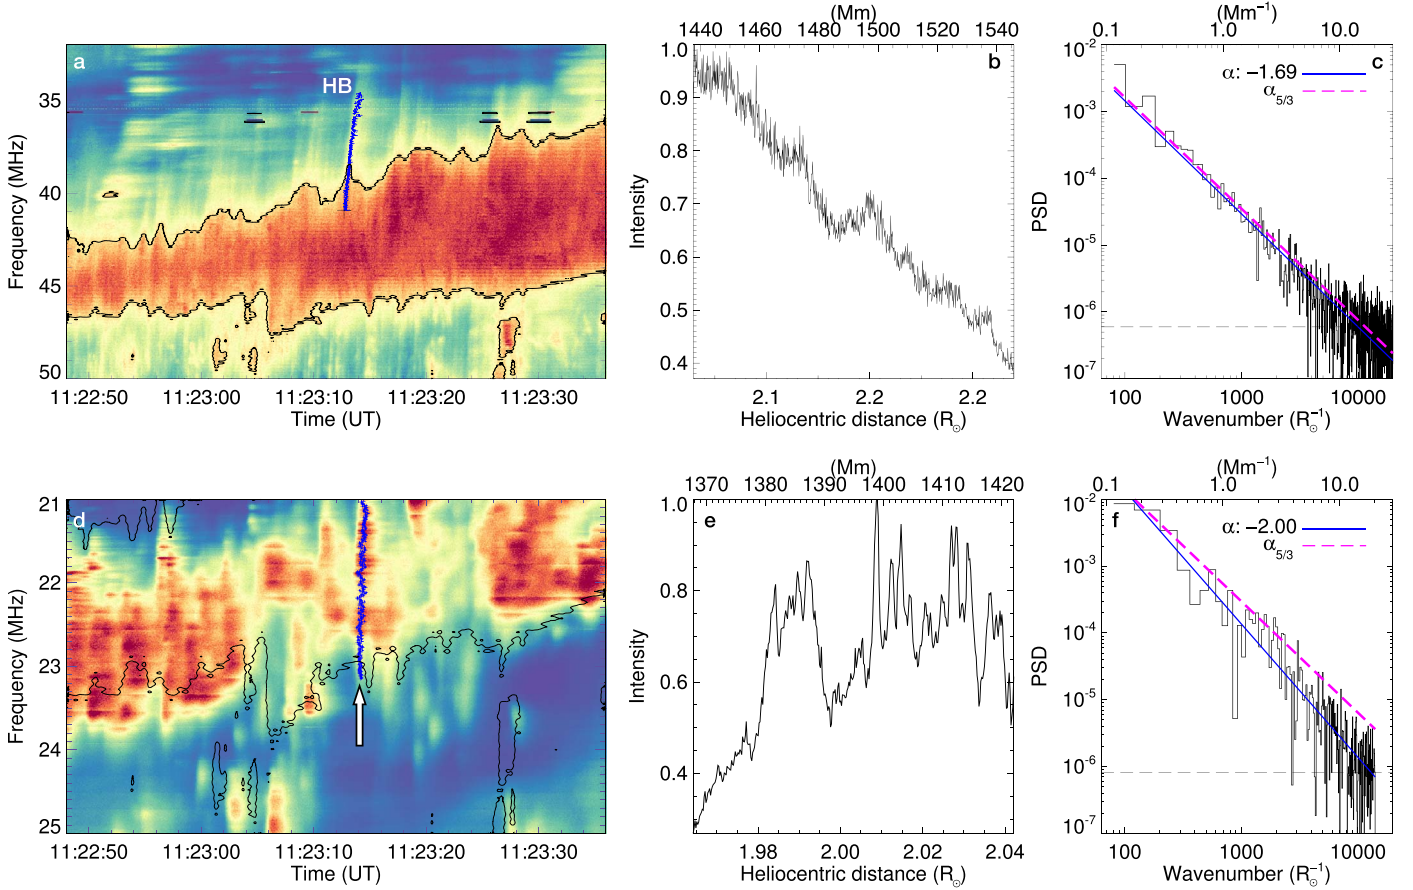 a
HB
35
40
45
50
Frequency (MHz)
11:22:50 11:23:00 11:23:10 11:23:20 11:23:30
Time (UT)
(Mm)
1440 1460 1480 1500 1520 1540
b
1.0
0.9
0.8
0.7
0.6
0.5
0.4
Intensity
2.1 2.2 2.2
Heliocentric distance (R☉)
(Mm⁻¹)
0.1 1.0 10.0
α: −1.69 c
α5/3
10⁻²
10⁻³
10⁻⁴
10⁻⁵
10⁻⁶
10⁻⁷
PSD
100 1000 10000
Wavenumber (R☉⁻¹)
d
21
22
23
24
25
Frequency (MHz)
11:22:50 11:23:00 11:23:10 11:23:20 11:23:30
Time (UT)
(Mm)
1370 1380 1390 1400 1410 1420
e
1.0
0.8
0.6
0.4
Intensity
1.98 2.00 2.02 2.04
Heliocentric distance (R☉)
(Mm⁻¹)
0.1 1.0 10.0
α: −2.00 f
α5/3
10⁻²
10⁻³
10⁻⁴
10⁻⁵
10⁻⁶
10⁻⁷
PSD
100 1000 10000
Wavenumber (R☉⁻¹)